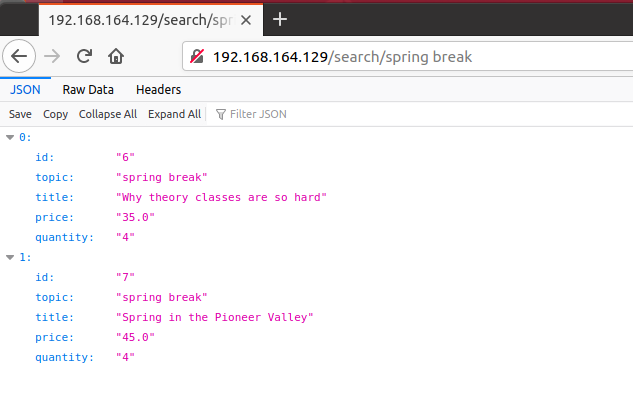 192.168.164.129/search/spr
192.168.164.129/search/spring break
JSON Raw Data Headers
Save Copy Collapse All Expand All Filter JSON
0:
id: "6"
topic: "spring break"
title: "Why theory classes are so hard"
price: "35.0"
quantity: "4"
1:
id: "7"
topic: "spring break"
title: "Spring in the Pioneer Valley"
price: "45.0"
quantity: "4"